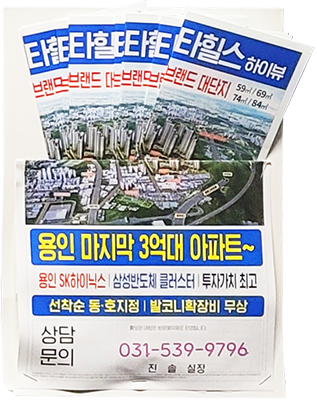 타힐스 하이뷰
브랜드 대단지
59㎡/69㎡
74㎡/84㎡
용인 마지막 3억대 아파트~
용인 SK하이닉스 | 삼성반도체 클러스터 | 투자가치 최고
선착순 동·호지정 | 발코니확장비 무상
상담
문의
031-539-9796
진 솔 실장